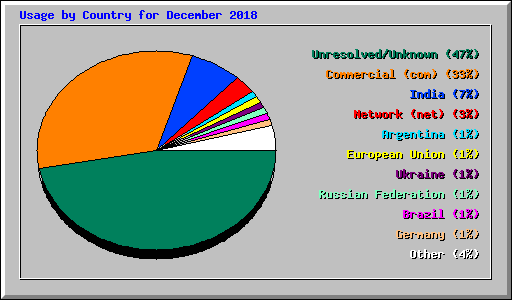 Usage by Country for December 2018
Unresolved/Unknown (47%)
Commercial (com) (33%)
India (7%)
Network (net) (3%)
Argentina (1%)
European Union (1%)
Ukraine (1%)
Russian Federation (1%)
Brazil (1%)
Germany (1%)
Other (4%)